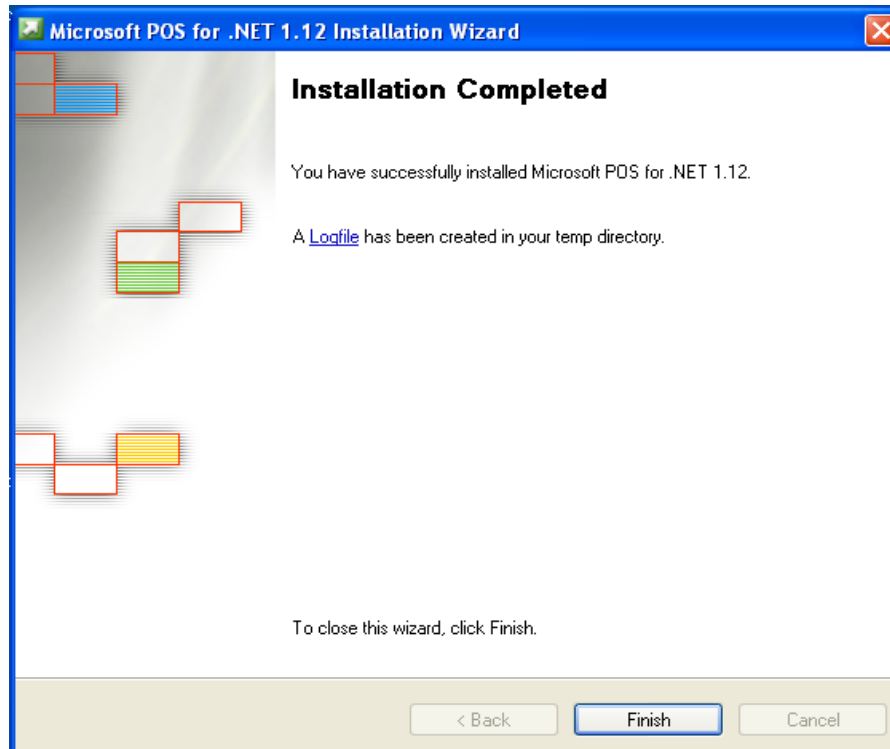 Microsoft POS for .NET 1.12 Installation Wizard
Installation Completed
You have successfully installed Microsoft POS for .NET 1.12.
A Logfile has been created in your temp directory.
To close this wizard, click Finish.
< Back
Finish
Cancel